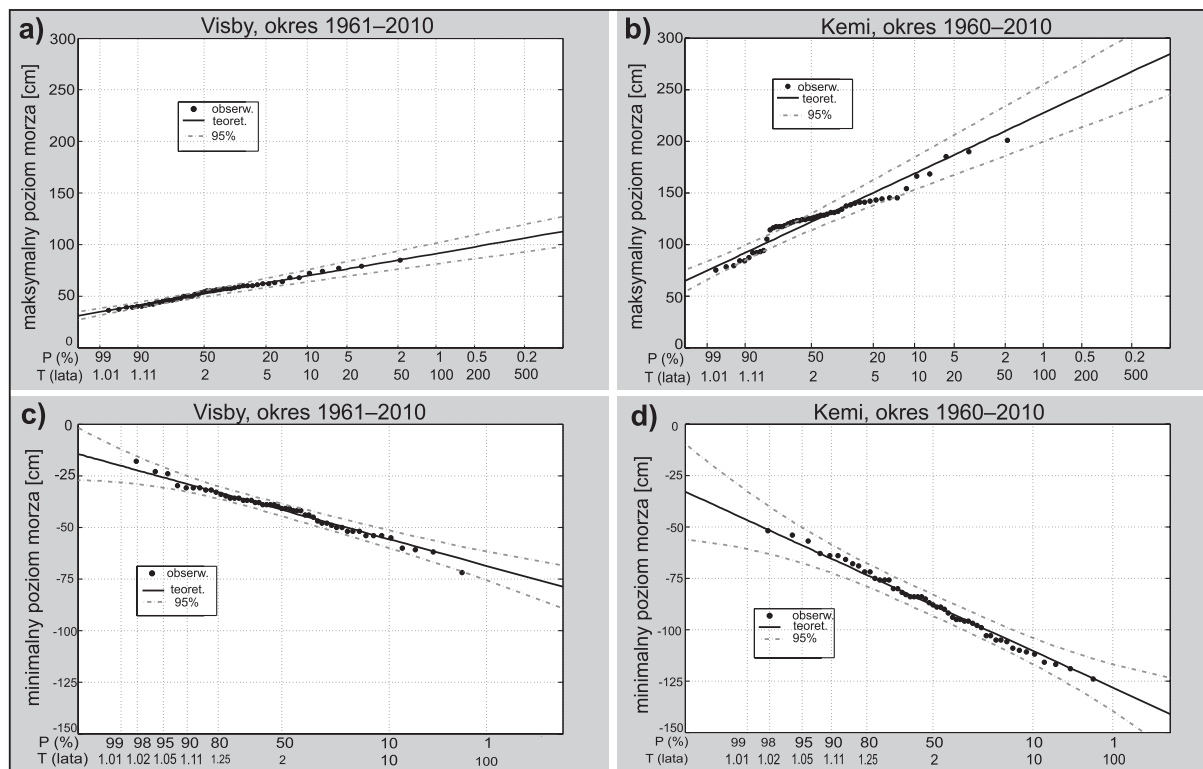 a) Visby, okres 1961–2010
maksymalny poziom morza [cm]
300
250
200
150
100
50
0
obserw.
teoret.
95%
P (%) 99 90 50 20 10 5 2 1 0.5 0.2
T (lata) 1.01 1.11 2 5 10 20 50 100 200 500
b) Kemi, okres 1960–2010
maksymalny poziom morza [cm]
300
250
200
150
100
50
0
obserw.
teoret.
95%
P (%) 99 90 50 20 10 5 2 1 0.5 0.2
T (lata) 1.01 1.11 2 5 10 20 50 100 200 500
c) Visby, okres 1961–2010
minimalny poziom morza [cm]
0
-25
-50
-75
-100
-125
-150
obserw.
teoret.
95%
P (%) 99 98 95 90 80 50 10 1
T (lata) 1.01 1.02 1.05 1.11 1.25 2 10 100
d) Kemi, okres 1960–2010
minimalny poziom morza [cm]
0
-25
-50
-75
-100
-125
-150
obserw.
teoret.
95%
P (%) 99 98 95 90 80 50 10 1
T (lata) 1.01 1.02 1.05 1.11 1.25 2 10 100